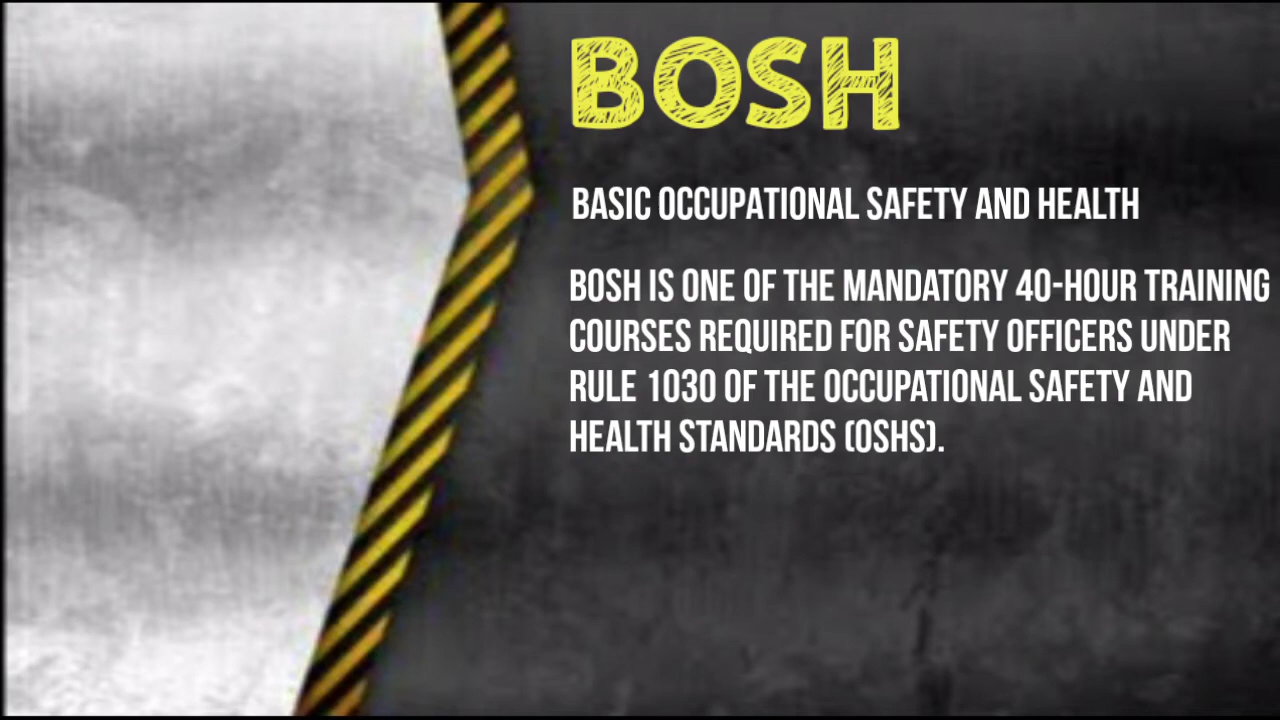 BOSH
BASIC OCCUPATIONAL SAFETY AND HEALTH
BOSH IS ONE OF THE MANDATORY 40-HOUR TRAINING
COURSES REQUIRED FOR SAFETY OFFICERS UNDER
RULE 1030 OF THE OCCUPATIONAL SAFETY AND
HEALTH STANDARDS (OSHS).